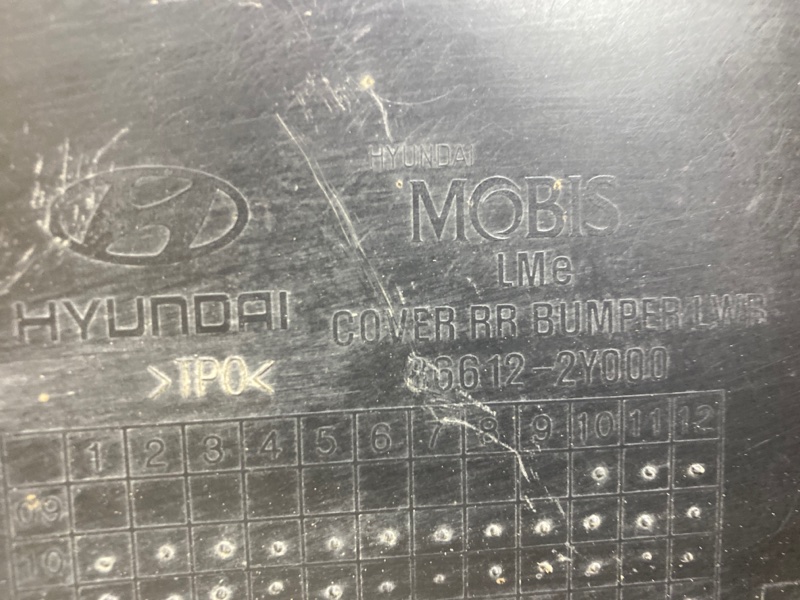 HYUNDAI
MOBIS
LMe
HYUNDAI
COVER RR BUMPER LWR
>TPO<
86612-2Y000
1 2 3 4 5 6 7 8 9 10 11 12
09
10